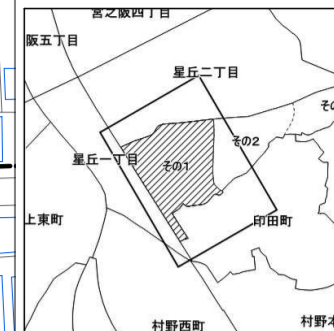 宮之阪四丁目
阪五丁目
星丘二丁目
その
その2
星丘一丁目
その1
上東町
印田町
村野西町
村野本